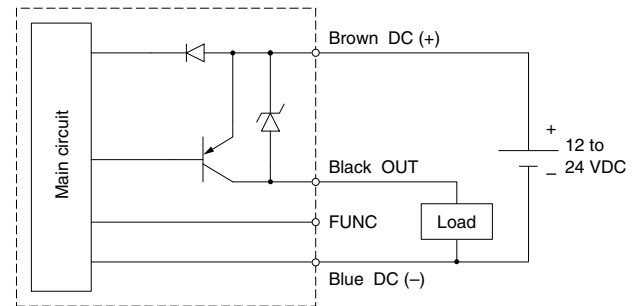 Main circuit
Brown DC (+)
Black OUT
FUNC
Blue DC (–)
Load
+
12 to
24 VDC
–